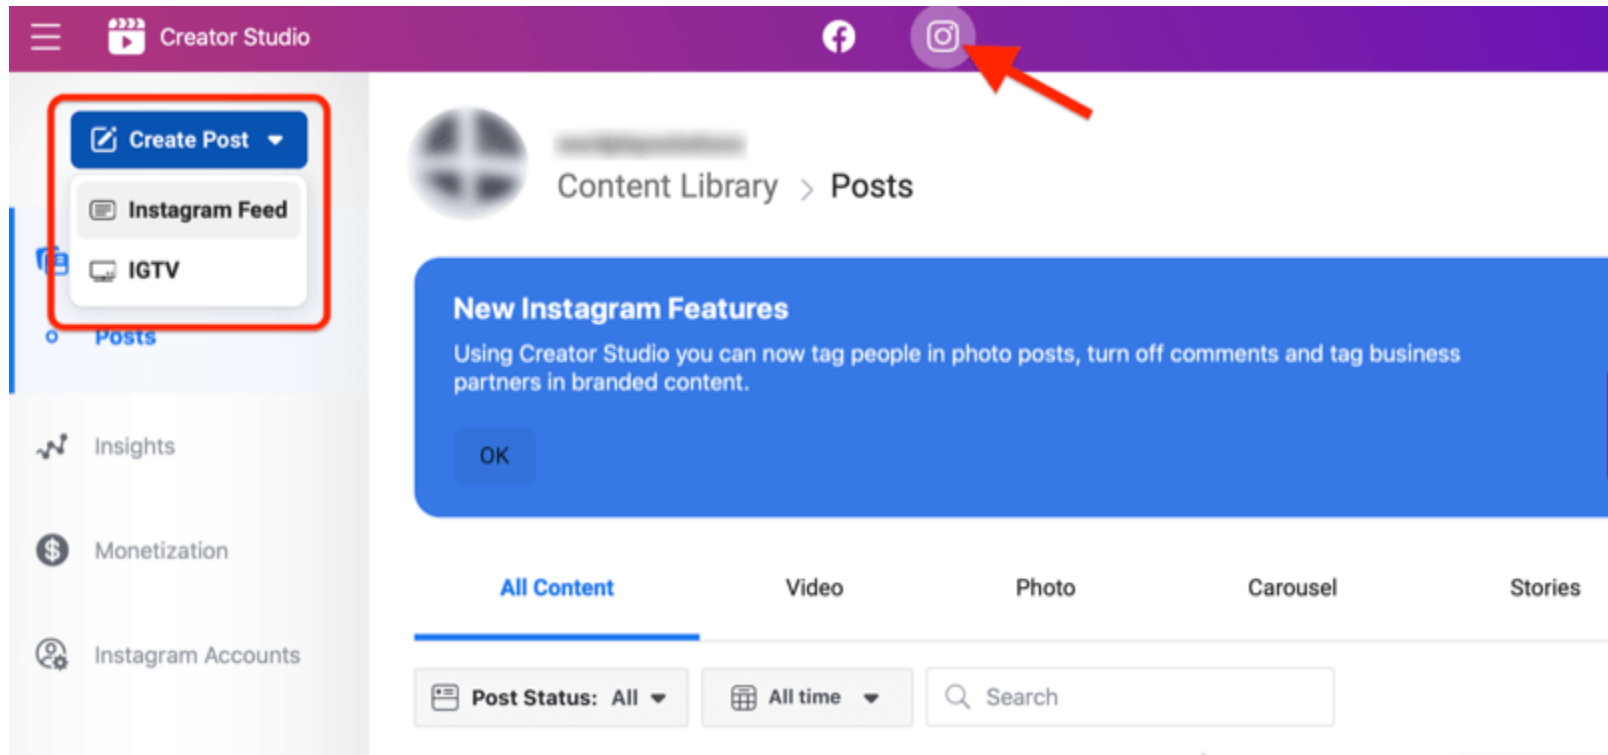 Creator Studio
Create Post
Instagram Feed
IGTV
Posts
Insights
Monetization
Instagram Accounts
Content Library > Posts
New Instagram Features
Using Creator Studio you can now tag people in photo posts, turn off comments and tag business
partners in branded content.
OK
All Content Video Photo Carousel Stories
Post Status: All All time Search